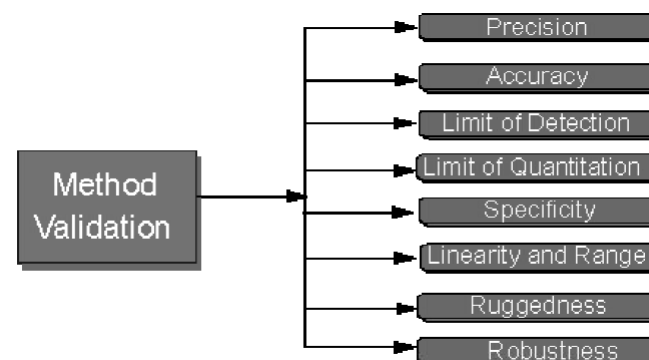 Method
Validation
Precision
Accuracy
Limit of Detection
Limit of Quantitation
Specificity
Linearity and Range
Ruggedness
Robustness